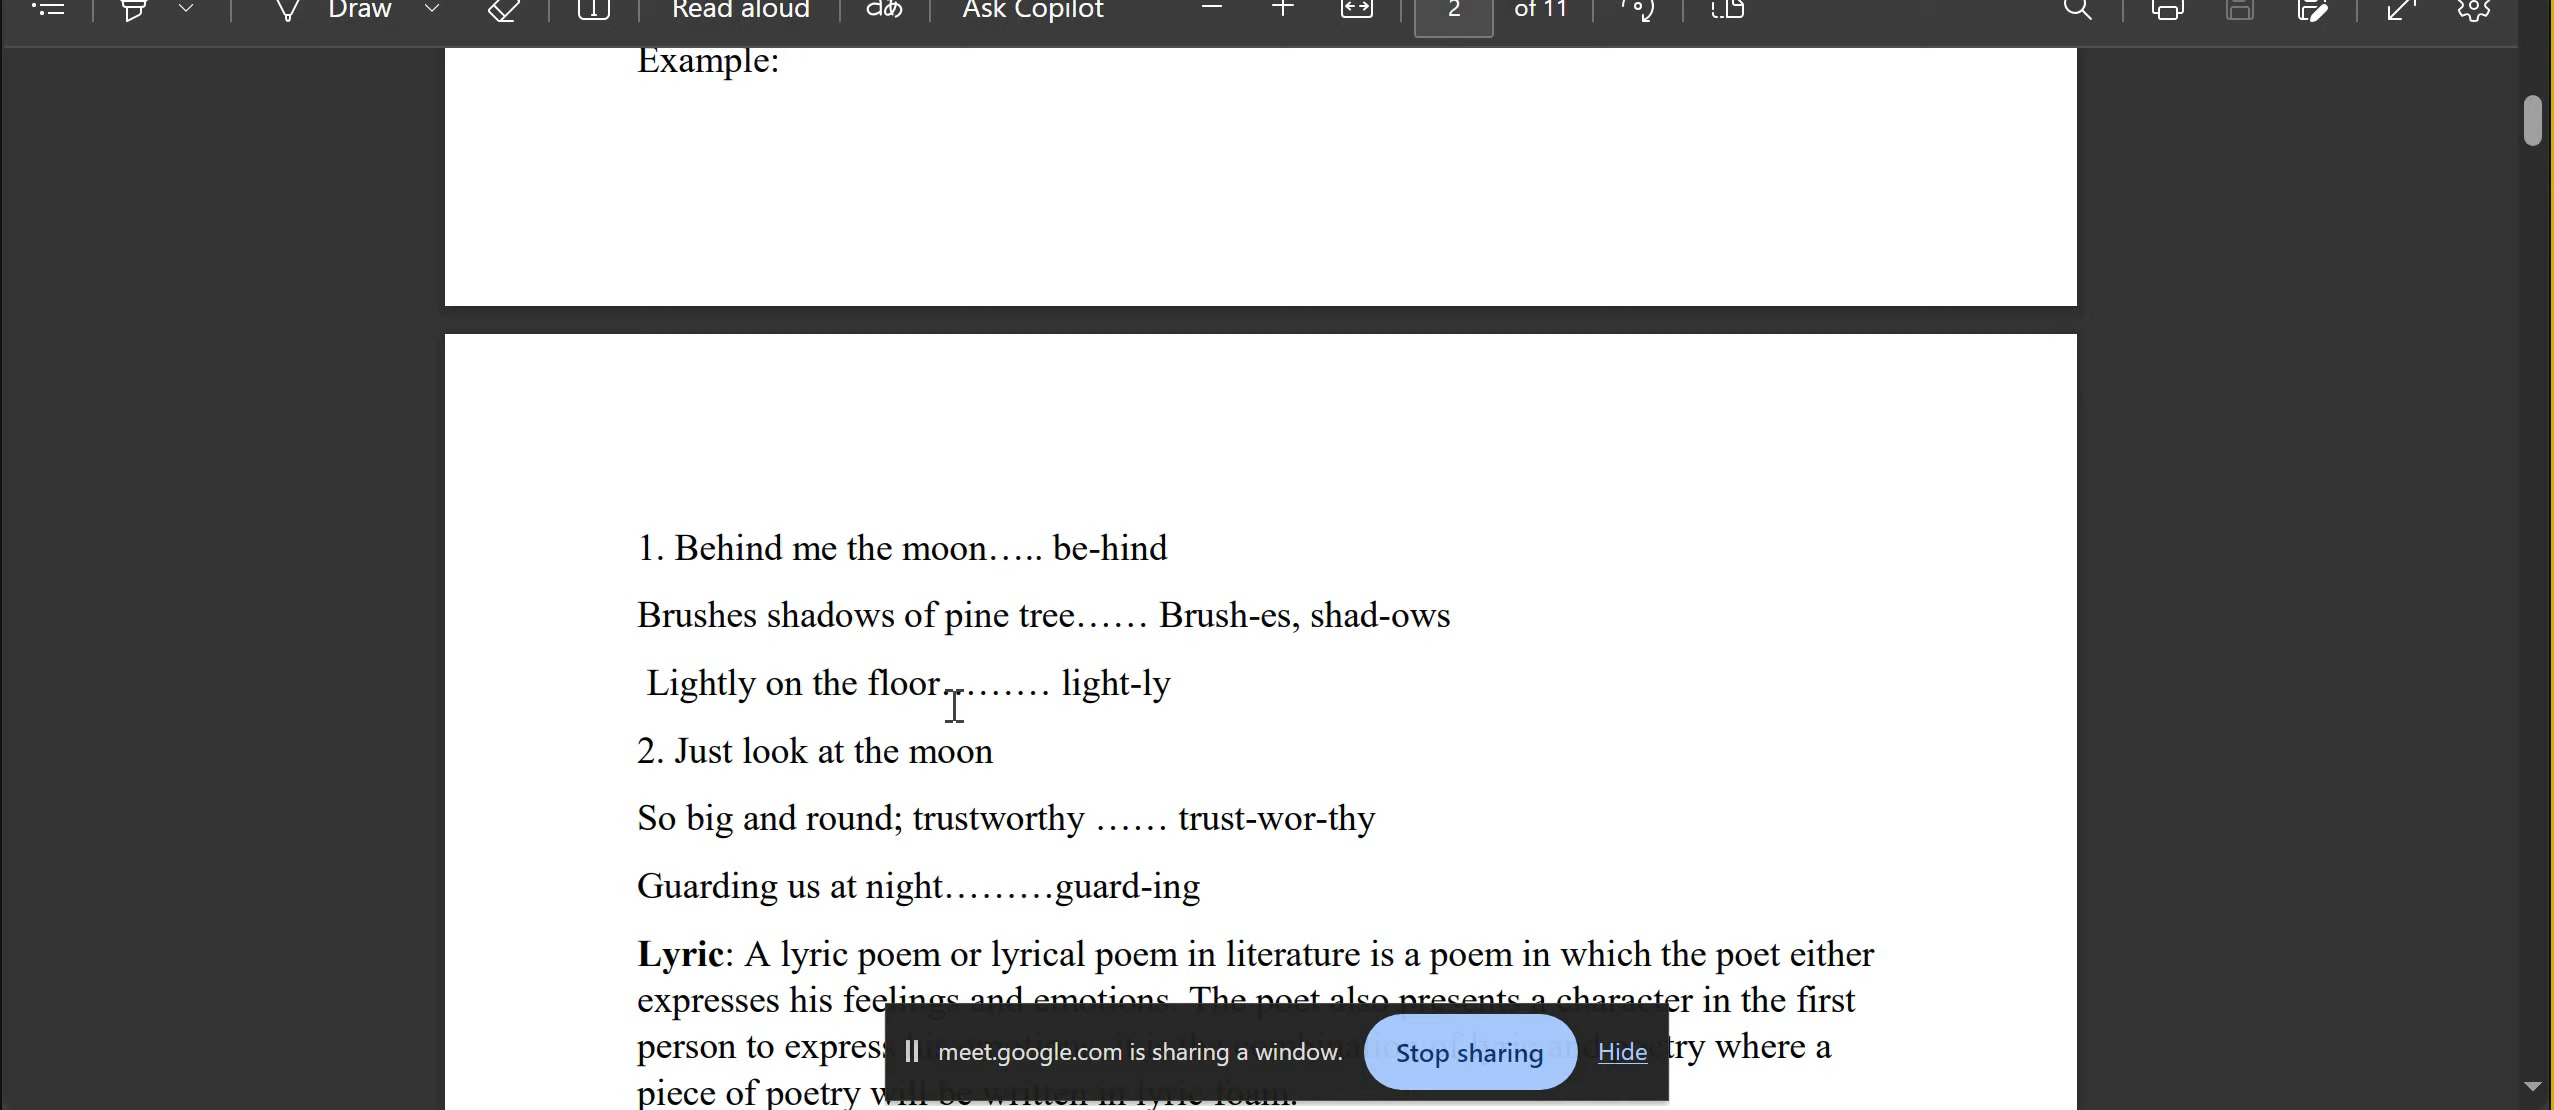 Draw
Read aloud
Ask Copilot
2 of 11
Example:
1. Behind me the moon….. be-hind
Brushes shadows of pine tree…… Brush-es, shad-ows
Lightly on the floor……… light-ly
2. Just look at the moon
So big and round; trustworthy …… trust-wor-thy
Guarding us at night………guard-ing
Lyric: A lyric poem or lyrical poem in literature is a poem in which the poet either
expresses his feelings and emotions. The poet also presents a character in the first
person to express try where a
piece of poetry will be written in lyric foam.
meet.google.com is sharing a window.
Stop sharing
Hide